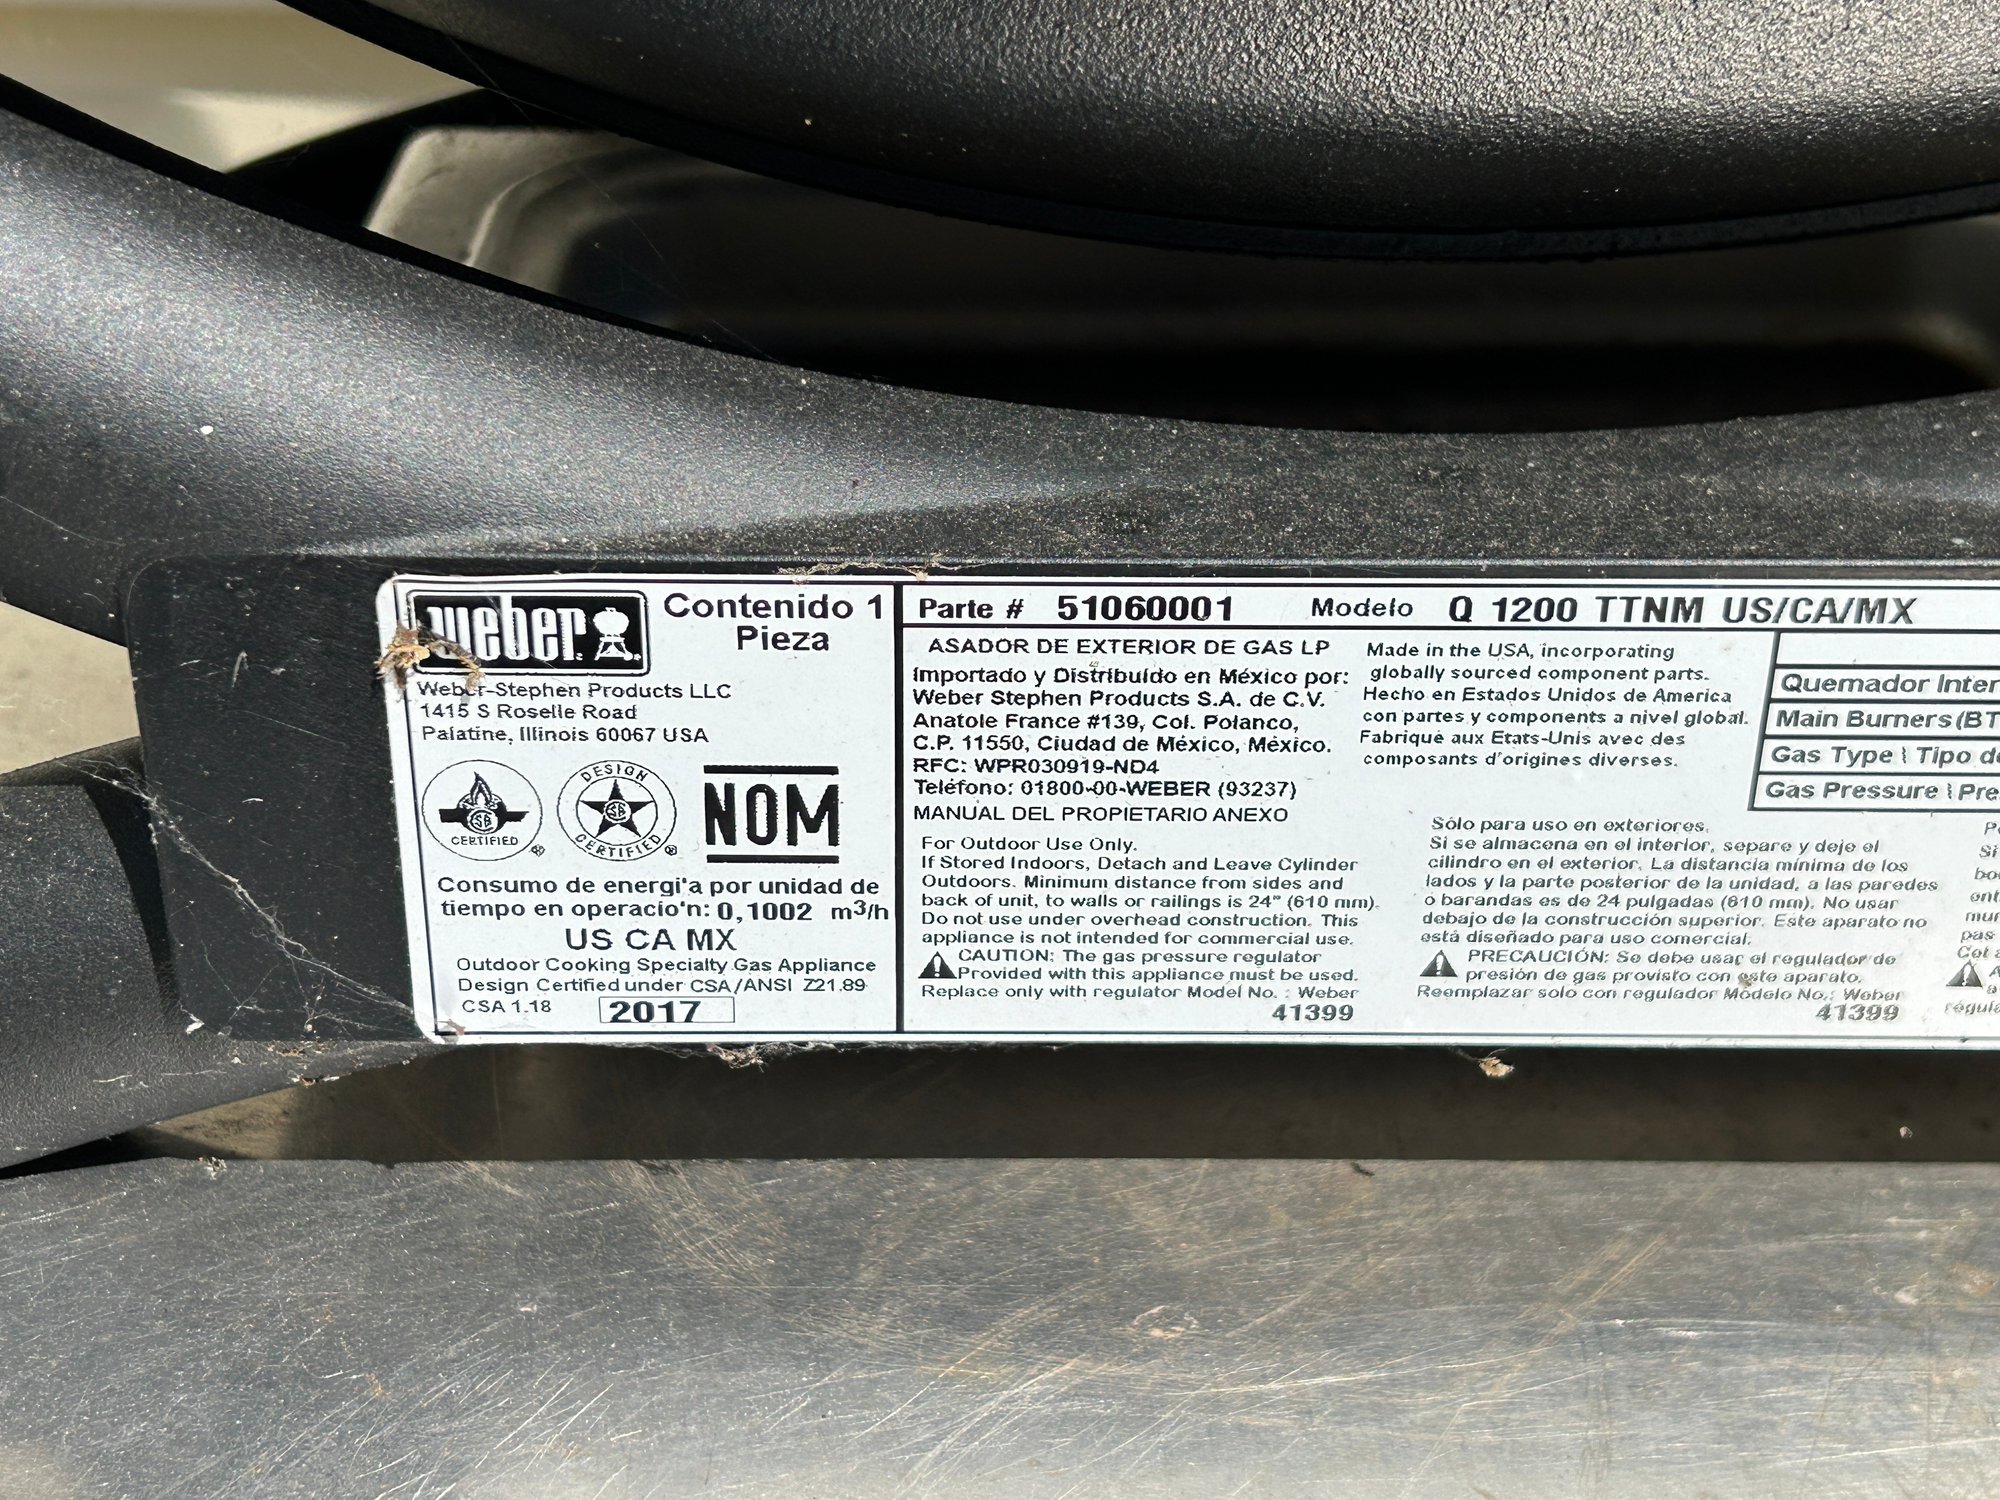 weber
Contenido 1
Pieza
Weber-Stephen Products LLC
1415 S Roselle Road
Palatine, Illinois 60067 USA
CERTIFIED
DESIGN
CERTIFIED
NOM
Consumo de energi'a por unidad de
tiempo en operacio'n: 0,1002 m3/h
US CA MX
Outdoor Cooking Specialty Gas Appliance
Design Certified under CSA/ANSI Z21.89
CSA 1.18 2017
Parte # 51060001 Modelo Q 1200 TTNM US/CA/MX
ASADOR DE EXTERIOR DE GAS LP
Importado y Distribuído en México por:
Weber Stephen Products S.A. de C.V.
Anatole France #139, Col. Polanco,
C.P. 11550, Ciudad de México, México.
RFC: WPR030919-ND4
Teléfono: 01800-00-WEBER (93237)
MANUAL DEL PROPIETARIO ANEXO
Made in the USA, incorporating
globally sourced component parts.
Hecho en Estados Unidos de America
con partes y components a nivel global.
Fabriqué aux Etats-Unis avec des
composants d'origines diverses.
Quemador Inter
Main Burners (BT
Gas Type | Tipo de
Gas Pressure | Pre
For Outdoor Use Only.
If Stored Indoors, Detach and Leave Cylinder
Outdoors. Minimum distance from sides and
back of unit, to walls or railings is 24" (610 mm).
Do not use under overhead construction. This
appliance is not intended for commercial use.
CAUTION: The gas pressure regulator
Provided with this appliance must be used.
Replace only with regulator Model No. : Weber
41399
Sólo para uso en exteriores.
Si se almacena en el interior, separe y deje el
cilindro en el exterior. La distancia mínima de los
lados y la parte posterior de la unidad, a las paredes
o barandas es de 24 pulgadas (610 mm). No usar
debajo de la construcción superior. Este aparato no
está diseñado para uso comercial.
PRECAUCIÓN: Se debe usar el regulador de
presión de gas provisto con este aparato.
Reemplazar solo con regulador Modelo No.: Weber
41399